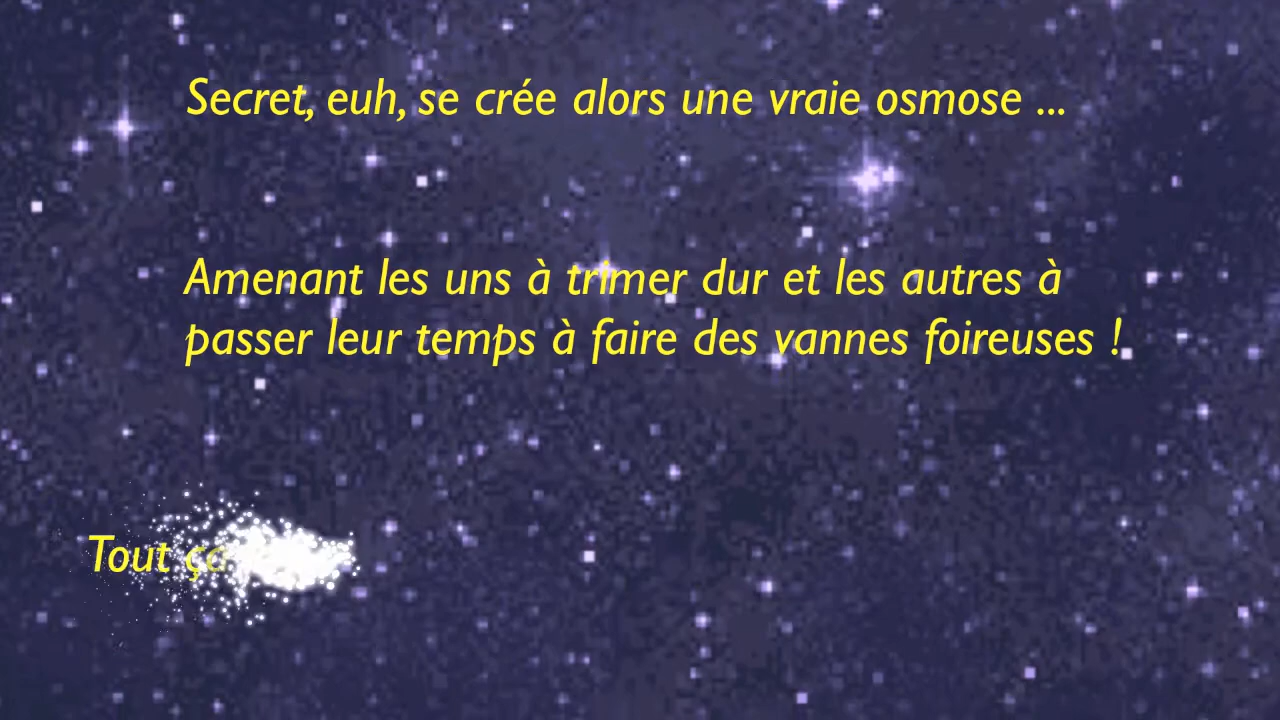 Secret, euh, se crée alors une vraie osmose ...
Amenant les uns à trimer dur et les autres à
passer leur temps à faire des vannes foireuses !
Tout ça